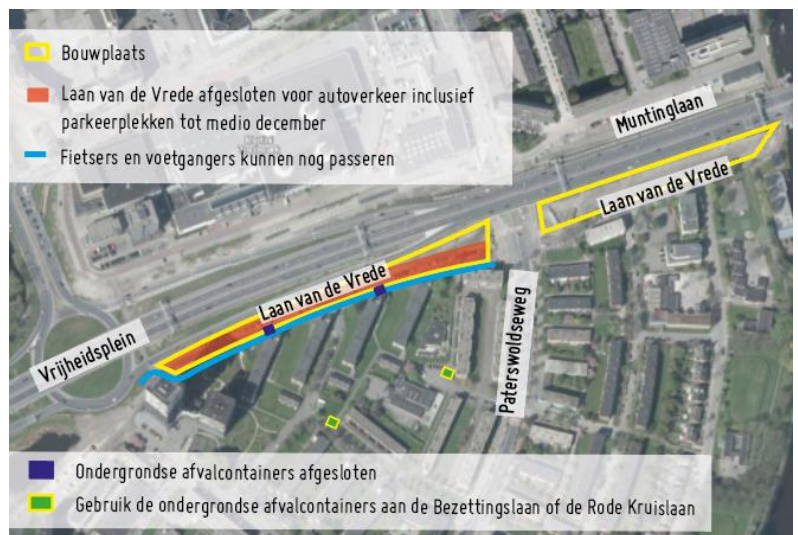 Bouwplaats
Laan van de Vrede afgesloten voor autoverkeer inclusief
parkeerplekken tot medio december
Fietsers en voetgangers kunnen nog passeren
Muntinglaan
Laan van de Vrede
Laan van de Vrede
Vrijheidsplein
Paterswoldseweg
Ondergrondse afvalcontainers afgesloten
Gebruik de ondergrondse afvalcontainers aan de Bezettingslaan of de Rode Kruislaan